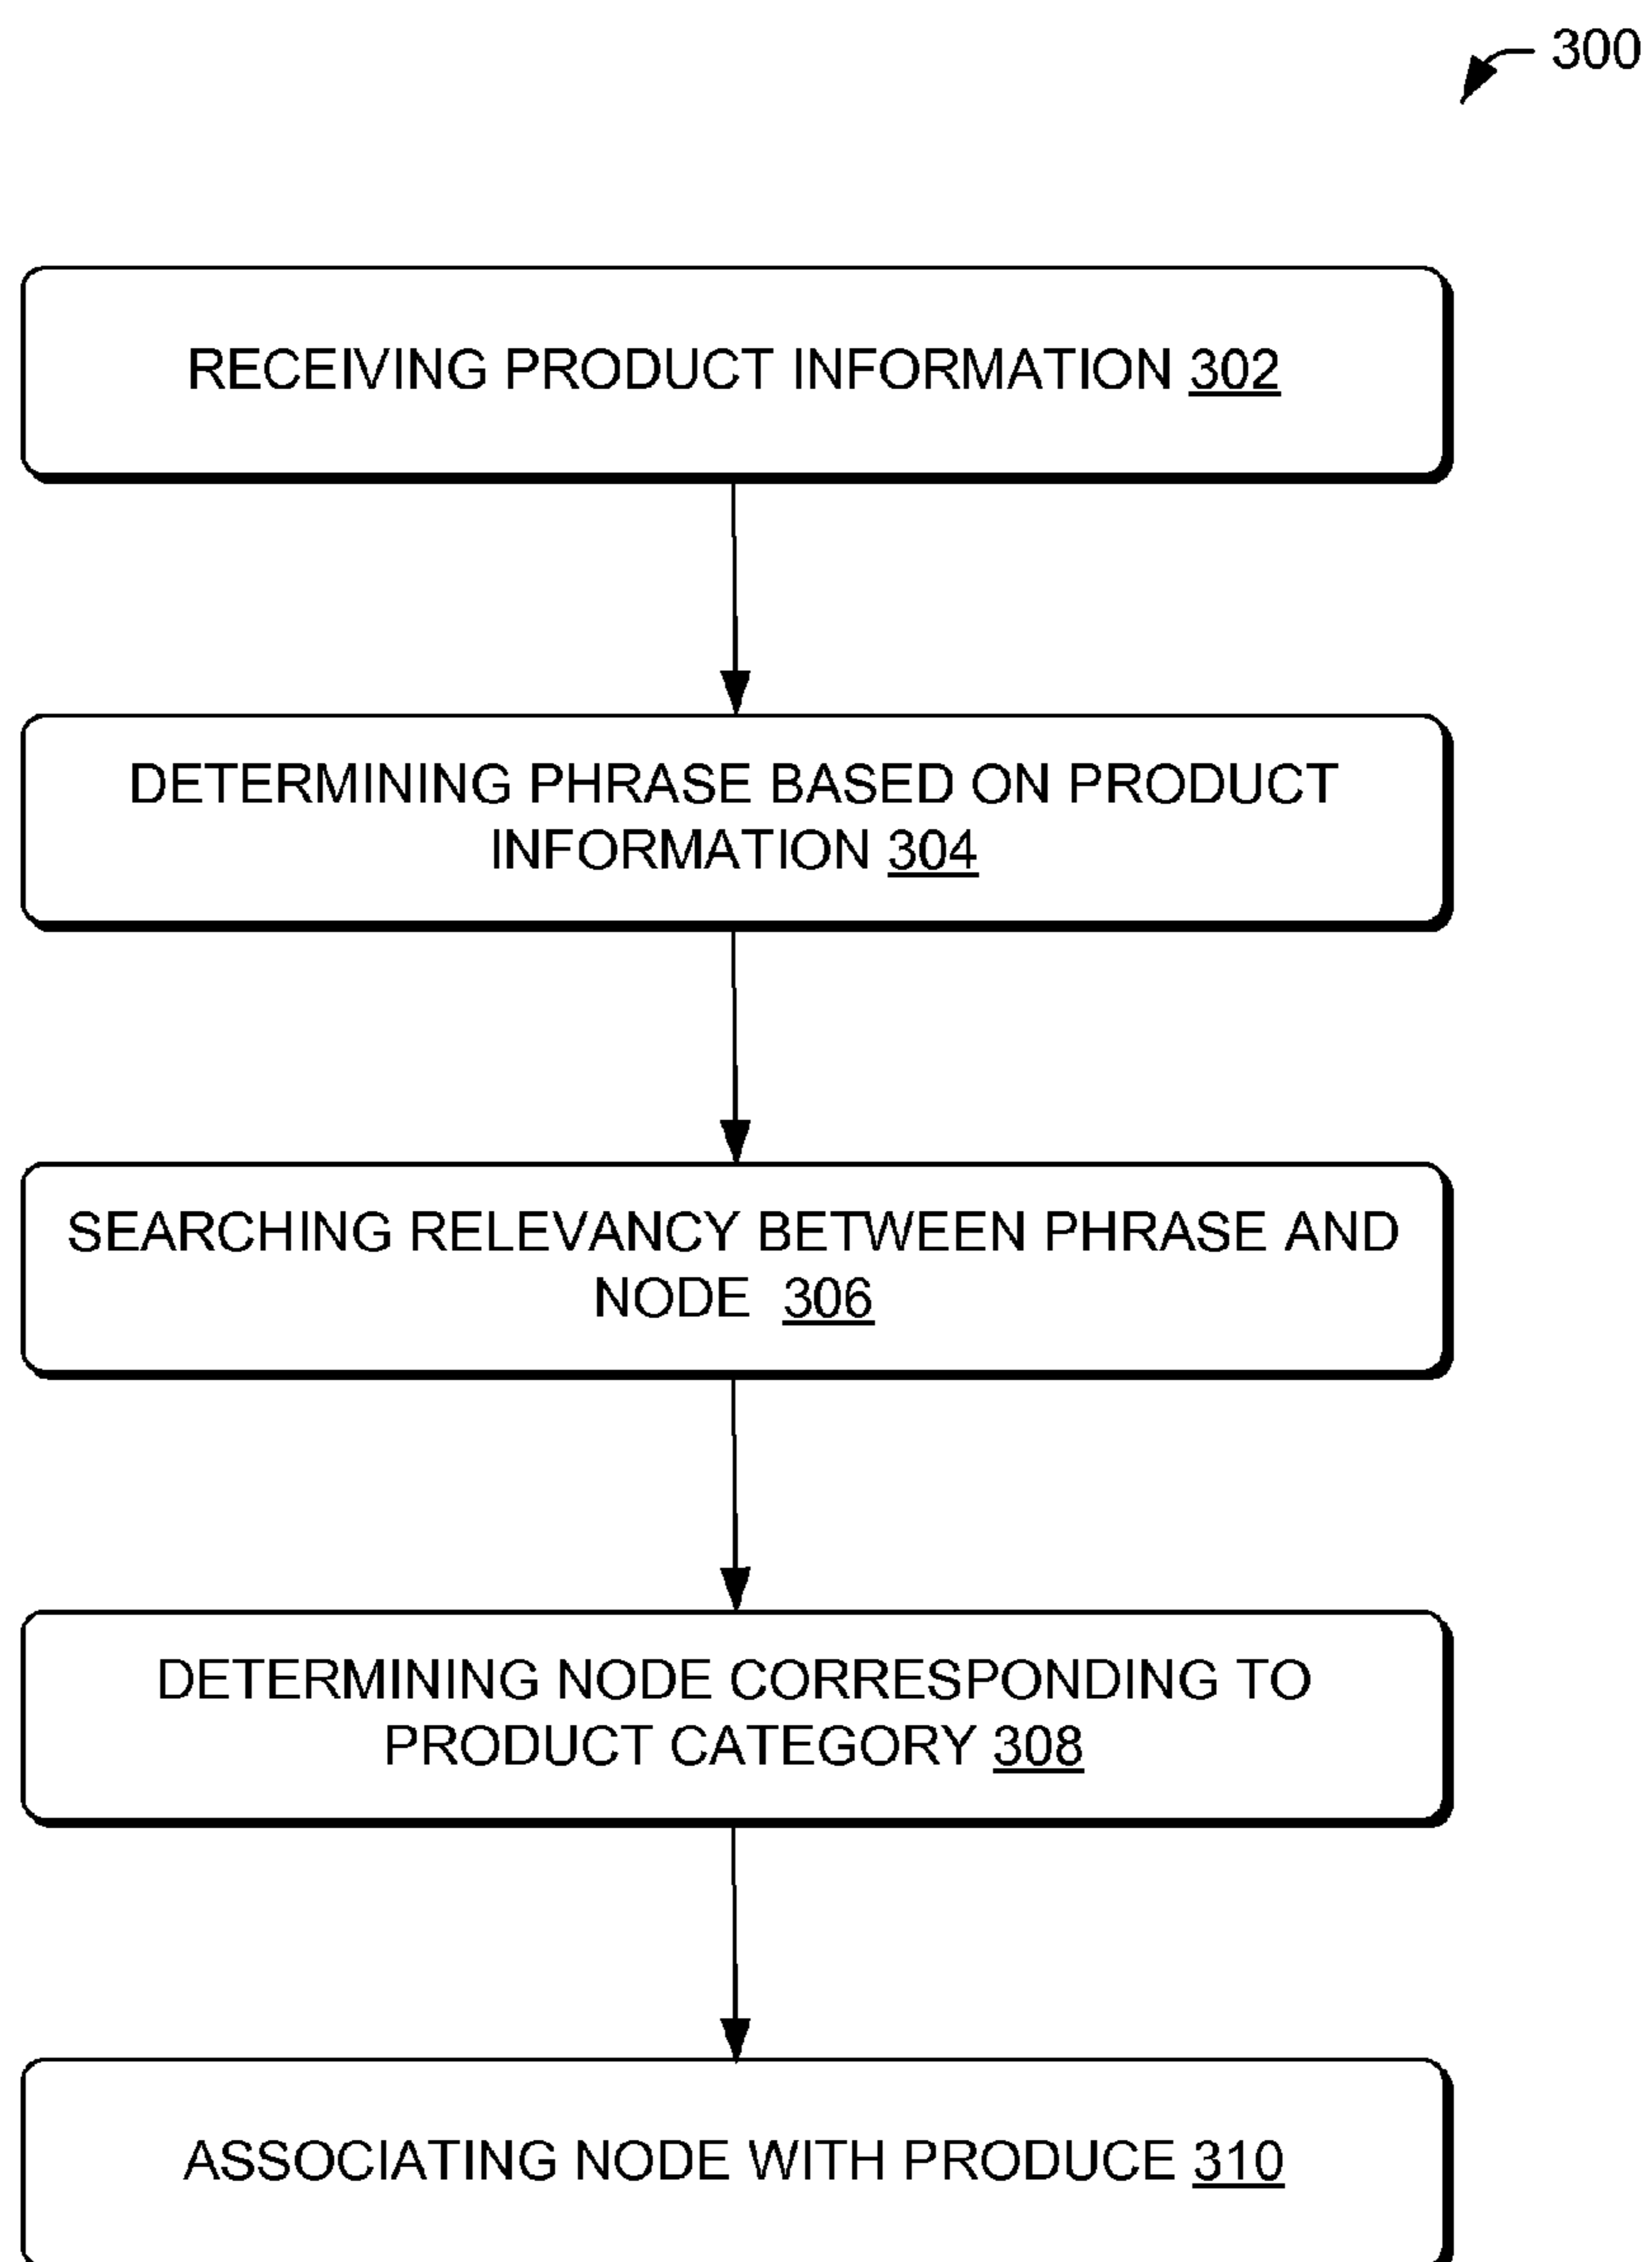 300
RECEIVING PRODUCT INFORMATION 302
DETERMINING PHRASE BASED ON PRODUCT
INFORMATION 304
SEARCHING RELEVANCY BETWEEN PHRASE AND
NODE 306
DETERMINING NODE CORRESPONDING TO
PRODUCT CATEGORY 308
ASSOCIATING NODE WITH PRODUCE 310